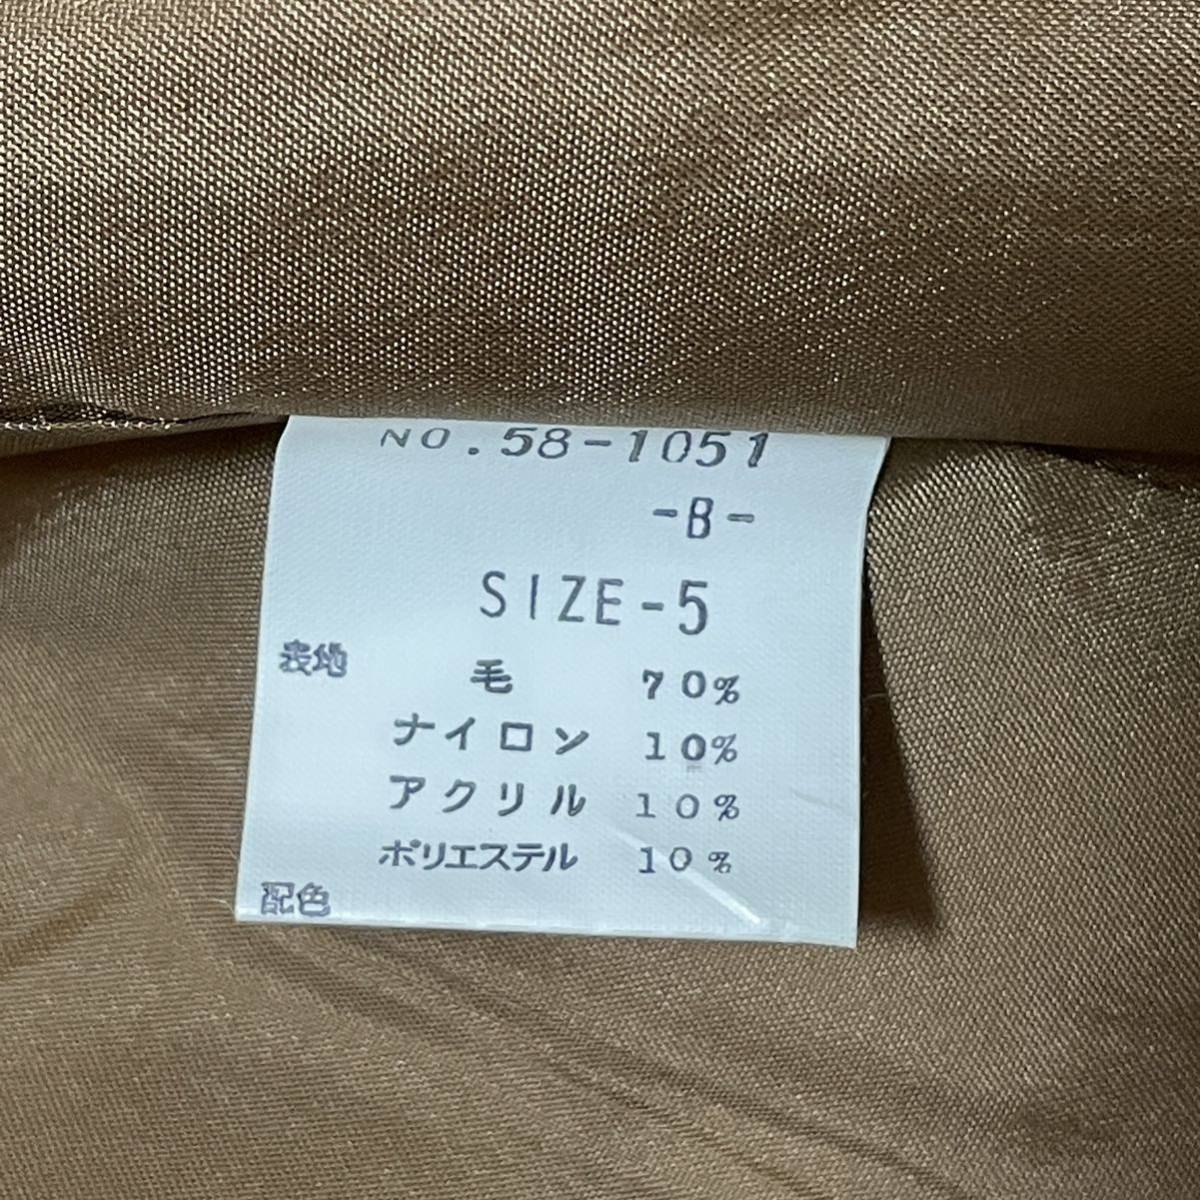 NO.58-1051
-B-
SIZE-5
表地 毛 70%
ナイロン 10%
アクリル 10%
ポリエステル 10%
配色